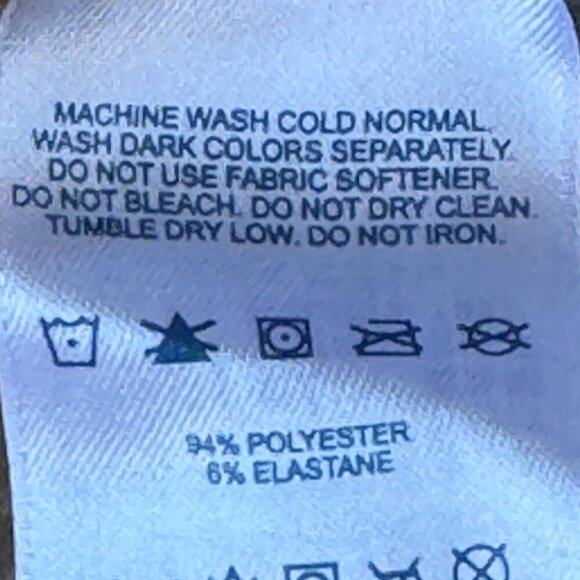 MACHINE WASH COLD NORMAL.
WASH DARK COLORS SEPARATELY.
DO NOT USE FABRIC SOFTENER.
DO NOT BLEACH. DO NOT DRY CLEAN.
TUMBLE DRY LOW. DO NOT IRON.
94% POLYESTER
6% ELASTANE